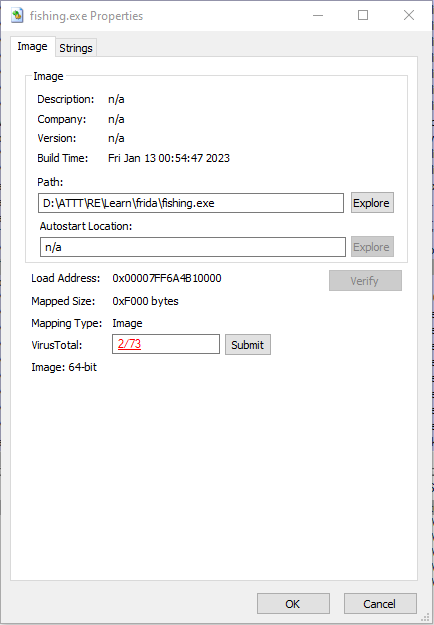 fishing.exe Properties
Image Strings
Image
Description: n/a
Company: n/a
Version: n/a
Build Time: Fri Jan 13 00:54:47 2023
Path:
D:\ATTT\RE\Learn\frida\fishing.exe Explore
Autostart Location:
n/a Explore
Load Address: 0x00007FF6A4B10000 Verify
Mapped Size: 0xF000 bytes
Mapping Type: Image
VirusTotal: 2/73 Submit
Image: 64-bit
OK Cancel